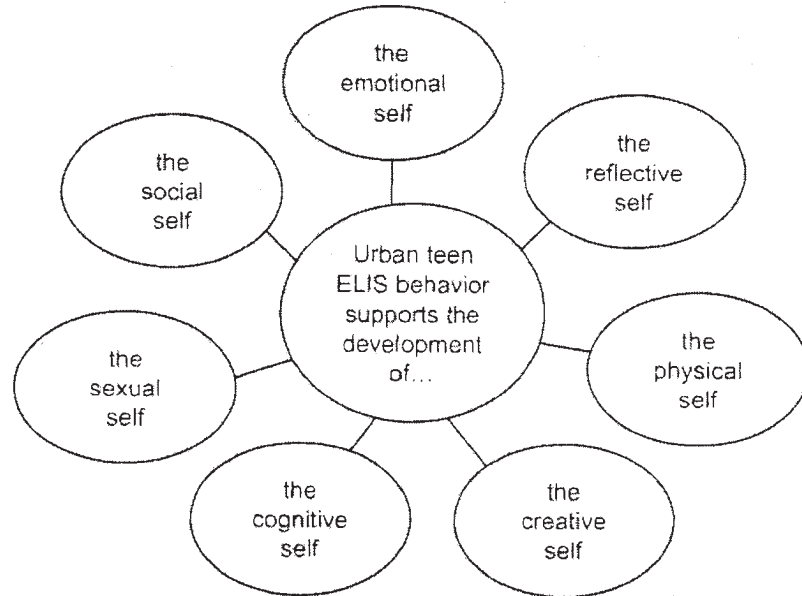 the
emotional
self
the
reflective
self
the
social
self
Urban teen
ELIS behavior
supports the
development
of...
the
physical
self
the
sexual
self
the
cognitive
self
the
creative
self